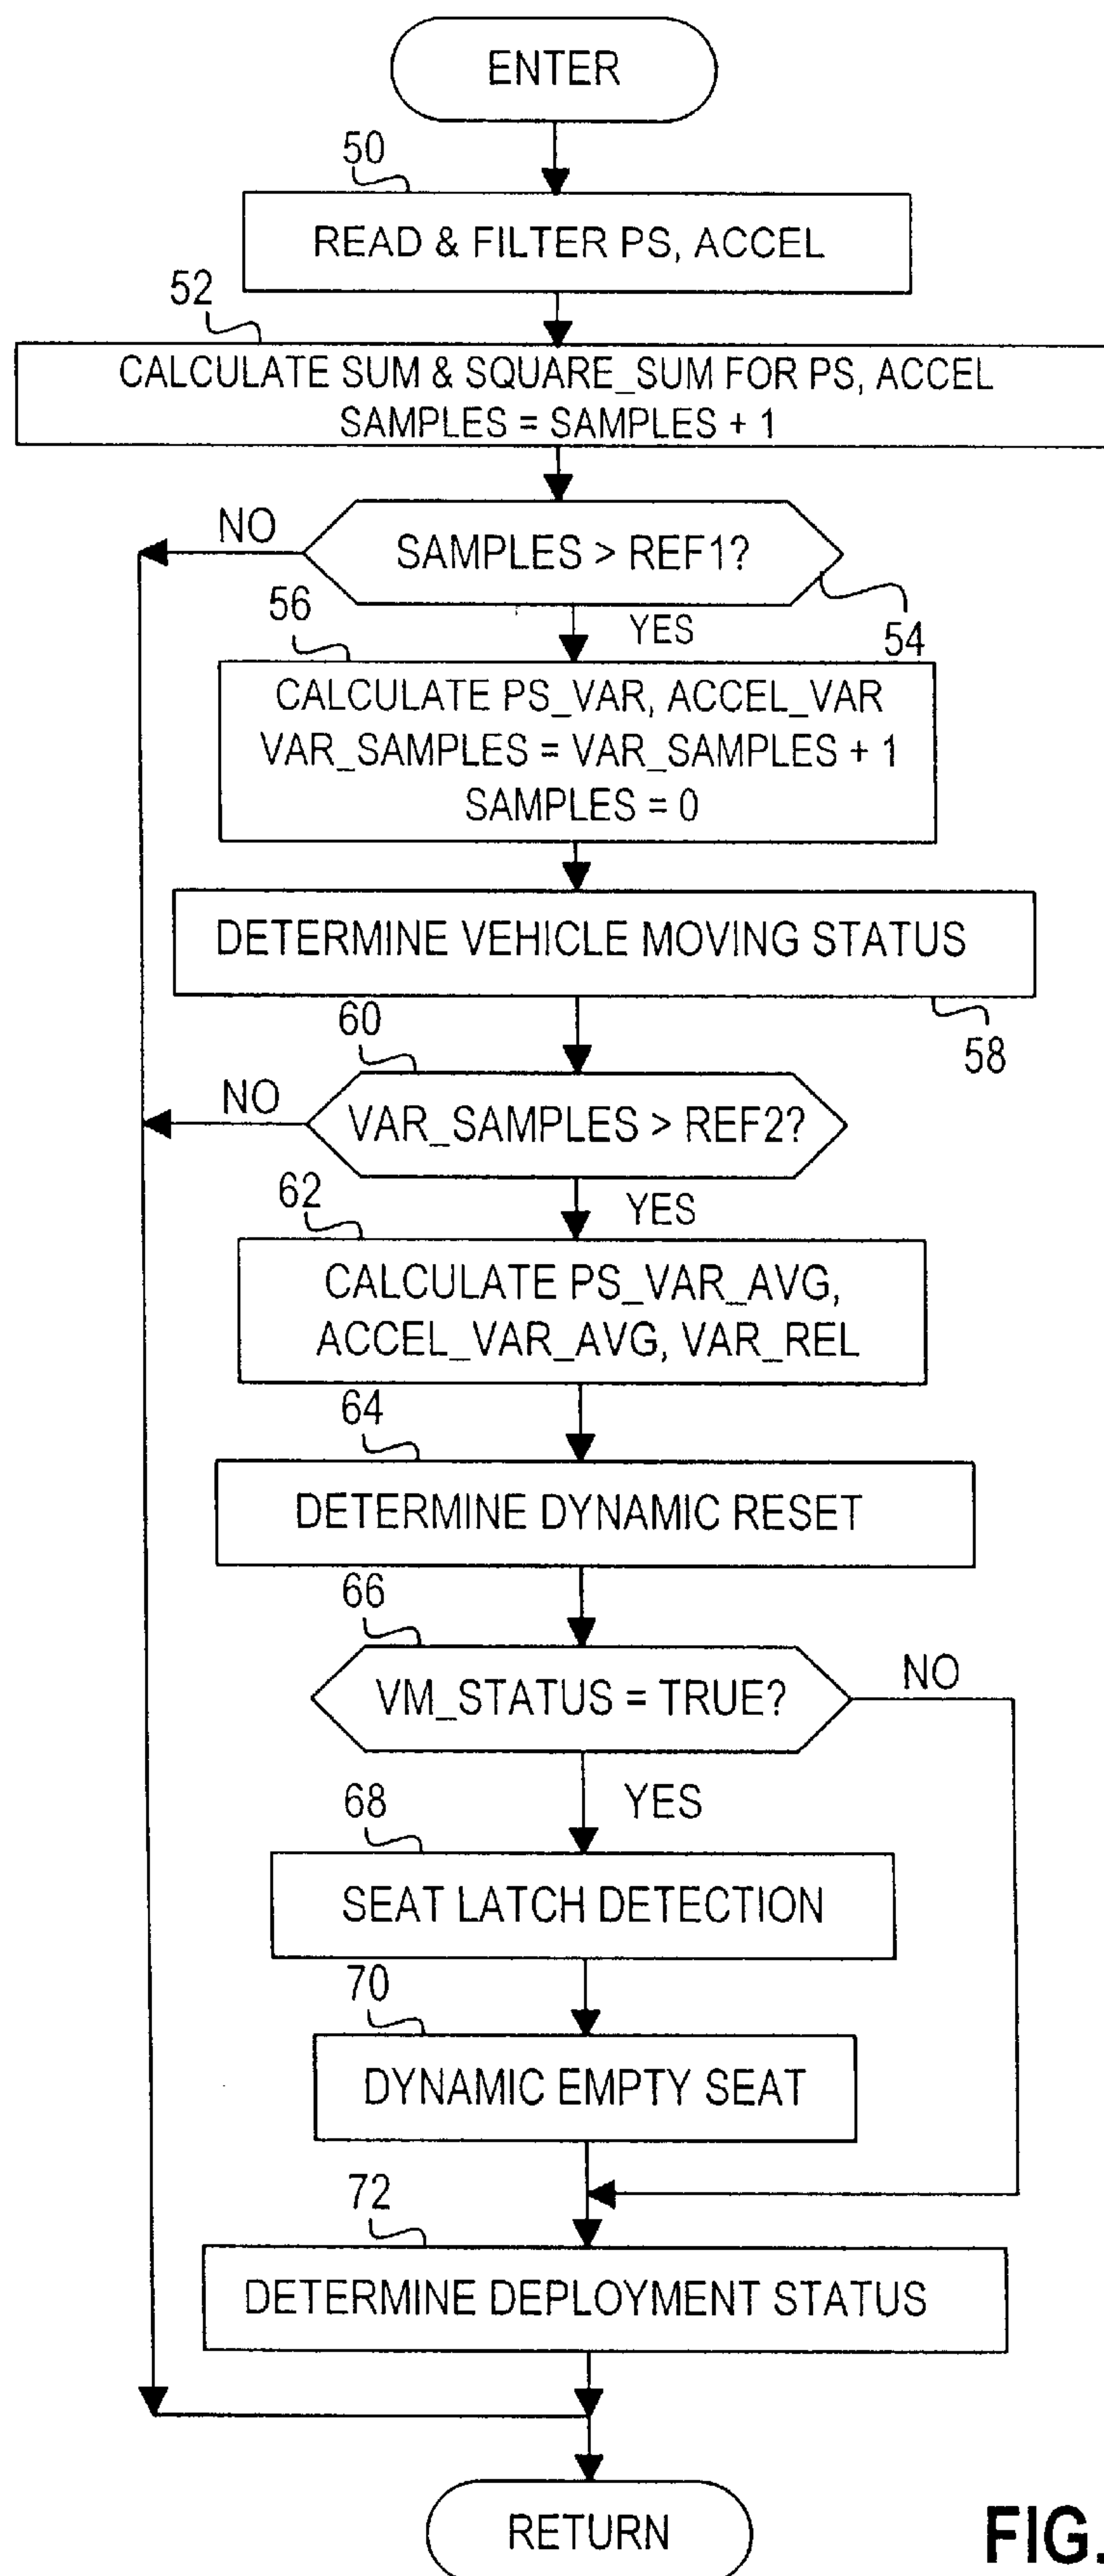 ENTER
50
READ & FILTER PS, ACCEL
52
CALCULATE SUM & SQUARE_SUM FOR PS, ACCEL
SAMPLES = SAMPLES + 1
NO
SAMPLES > REF1?
54
56
YES
CALCULATE PS_VAR, ACCEL_VAR
VAR_SAMPLES = VAR_SAMPLES + 1
SAMPLES = 0
DETERMINE VEHICLE MOVING STATUS
58
60
NO
VAR_SAMPLES > REF2?
62
YES
CALCULATE PS_VAR_AVG,
ACCEL_VAR_AVG, VAR_REL
64
DETERMINE DYNAMIC RESET
66
VM_STATUS = TRUE?
NO
68
YES
SEAT LATCH DETECTION
70
DYNAMIC EMPTY SEAT
72
DETERMINE DEPLOYMENT STATUS
RETURN
FIG.